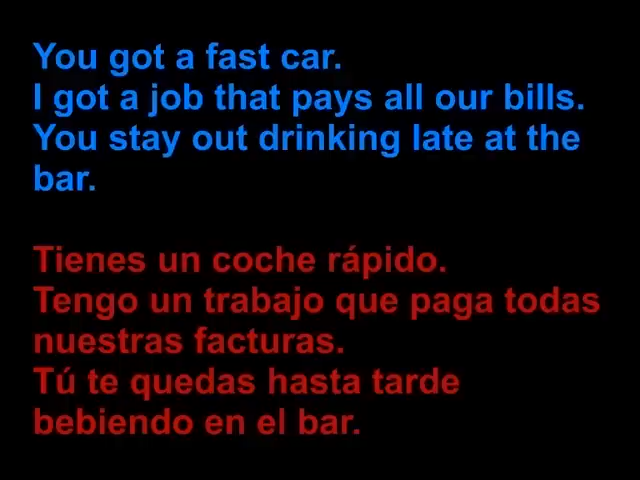 You got a fast car.
I got a job that pays all our bills.
You stay out drinking late at the
bar.
Tienes un coche rápido.
Tengo un trabajo que paga todas
nuestras facturas.
Tú te quedas hasta tarde
bebiendo en el bar.